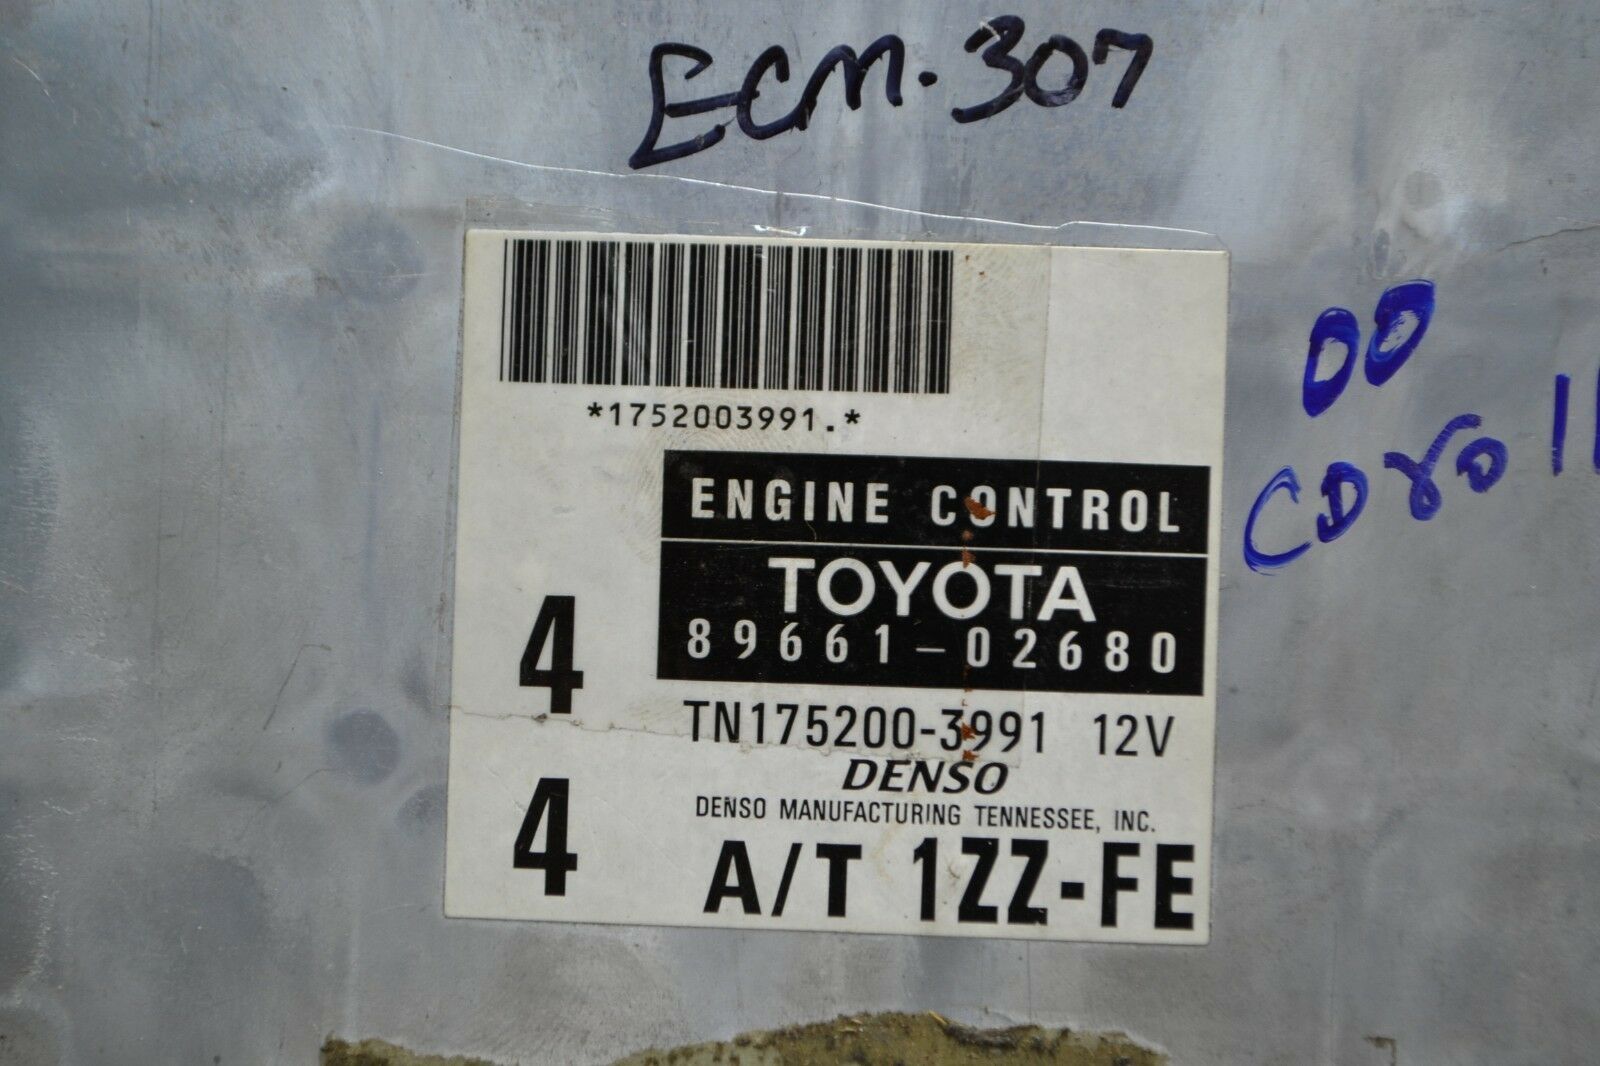 ECM.307
*1752003991.*
ENGINE CONTROL
TOYOTA
89661-02680
4
TN175200-3991 12V
DENSO
DENSO MANUFACTURING TENNESSEE, INC.
4
A/T 1ZZ-FE
00